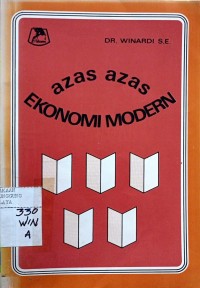 DR. WINARDI S.E.
azas azas
EKONOMI MODERN
330
WIN
A